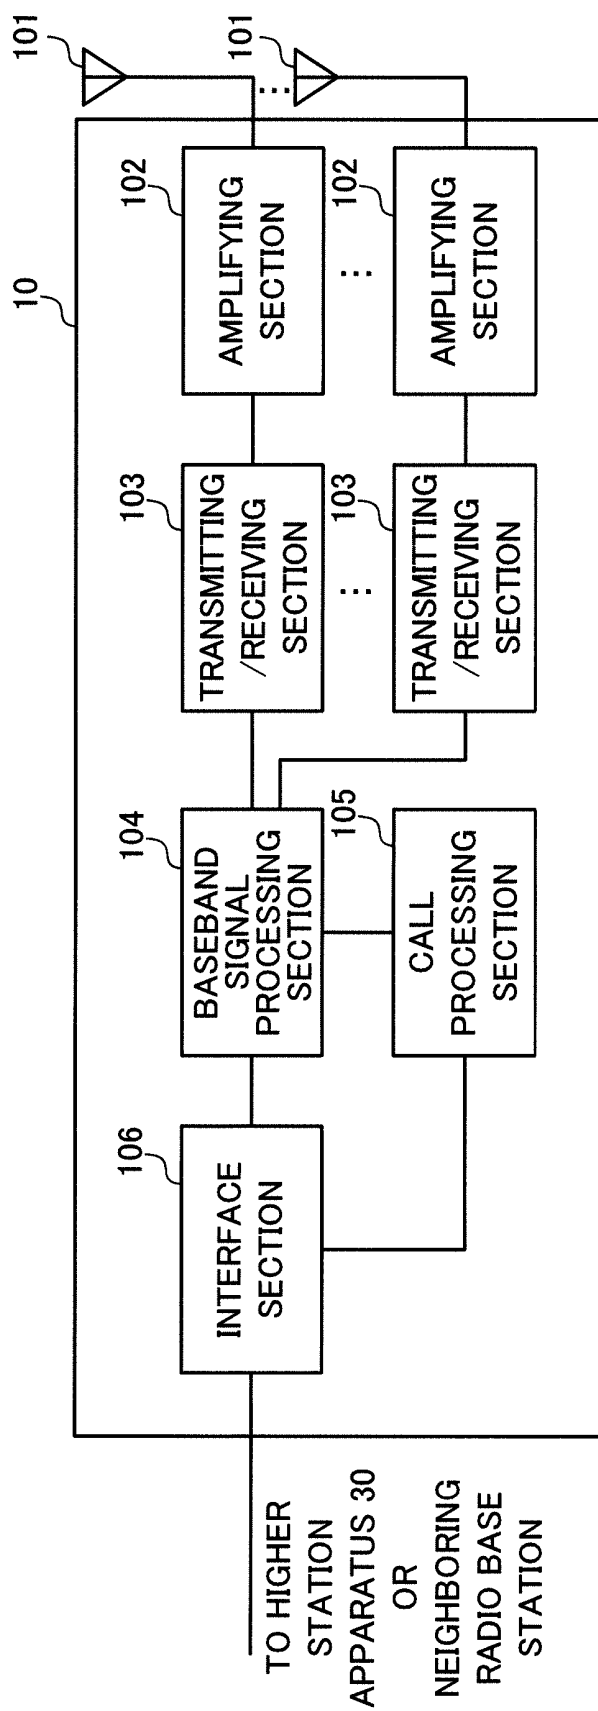 10
101
101
102
AMPLIFYING
SECTION
102
AMPLIFYING
SECTION
103
TRANSMITTING
/RECEIVING
SECTION
103
TRANSMITTING
/RECEIVING
SECTION
104
BASEBAND
SIGNAL
PROCESSING
SECTION
105
CALL
PROCESSING
SECTION
106
INTERFACE
SECTION
TO HIGHER
STATION
APPARATUS 30
OR
NEIGHBORING
RADIO BASE
STATION